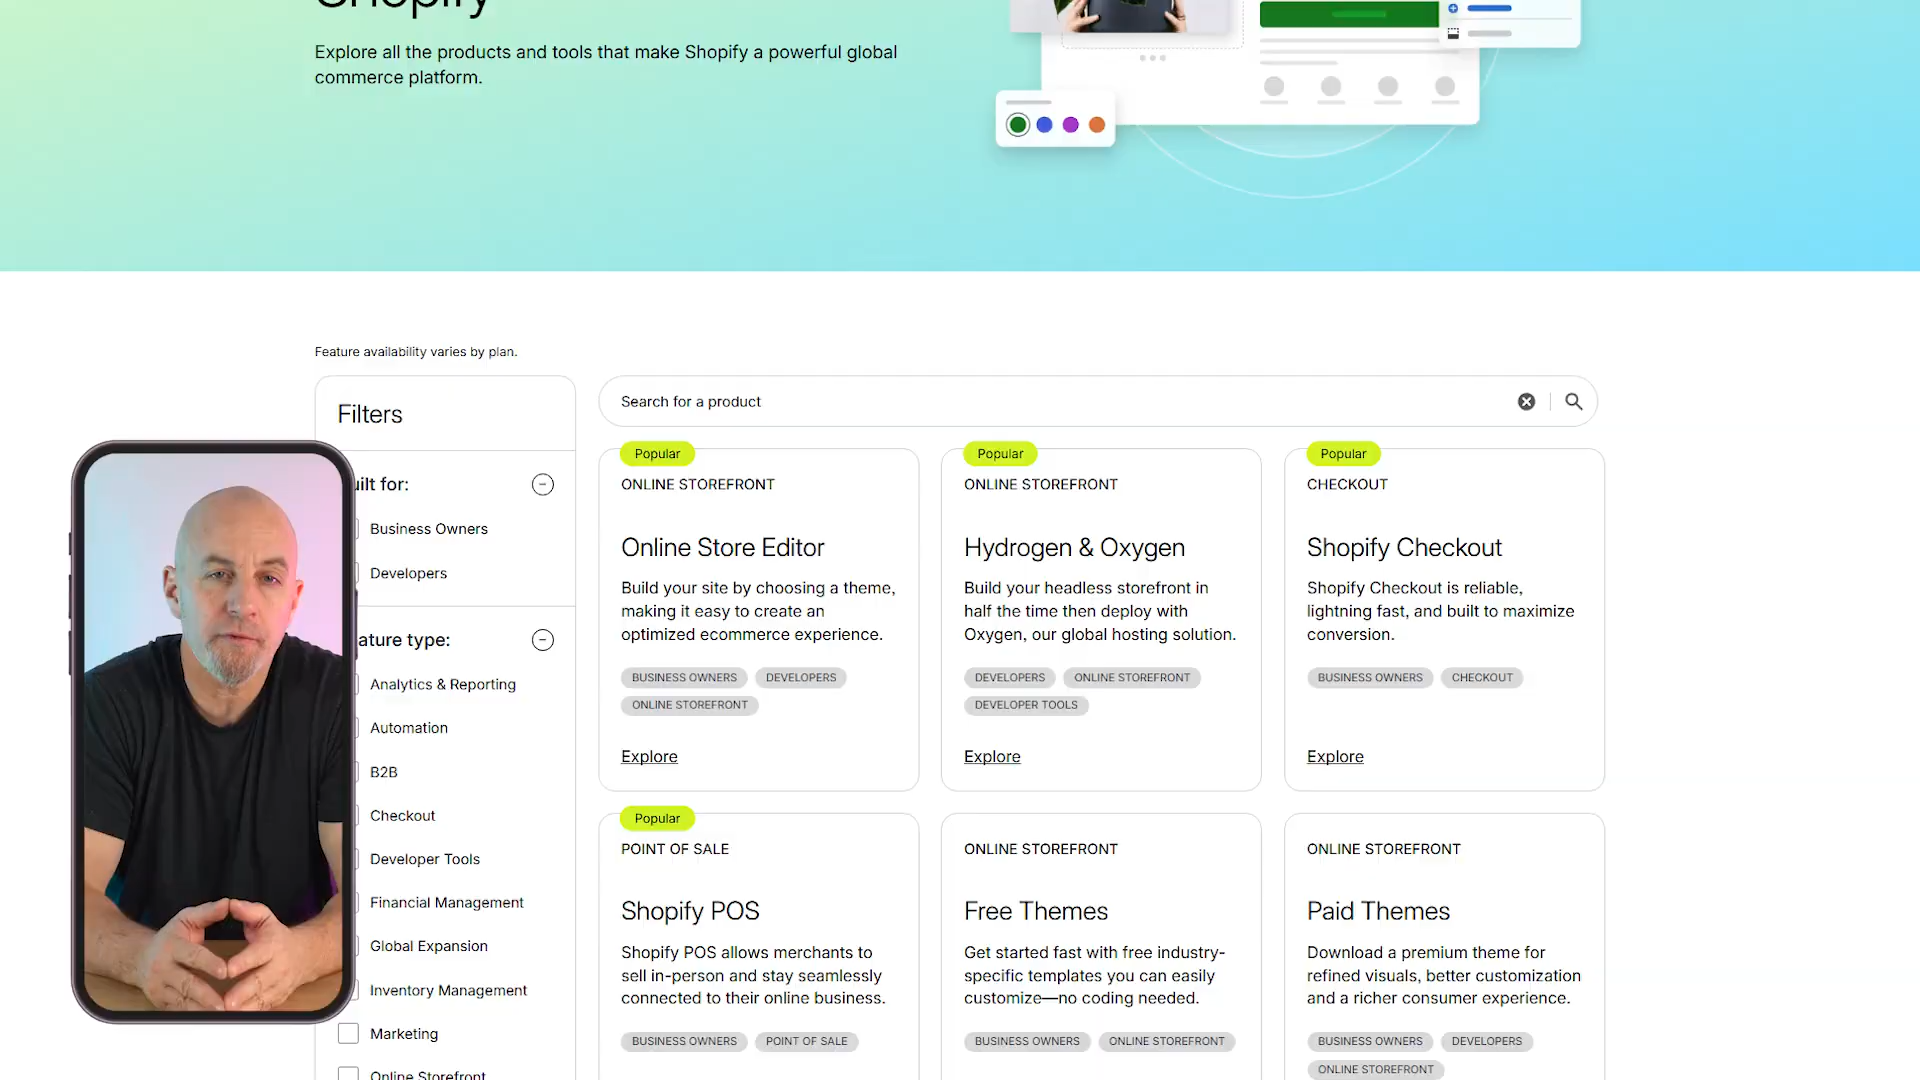 Shopify
Explore all the products and tools that make Shopify a powerful global
commerce platform.
Feature availability varies by plan.
Filters
ilt for:
Business Owners
Developers
ature type:
Analytics & Reporting
Automation
B2B
Checkout
Developer Tools
Financial Management
Global Expansion
Inventory Management
Marketing
Online Storefront
Search for a product
Popular
ONLINE STOREFRONT
Online Store Editor
Build your site by choosing a theme,
making it easy to create an
optimized ecommerce experience.
BUSINESS OWNERS DEVELOPERS
ONLINE STOREFRONT
Explore
Popular
ONLINE STOREFRONT
Hydrogen & Oxygen
Build your headless storefront in
half the time then deploy with
Oxygen, our global hosting solution.
DEVELOPERS ONLINE STOREFRONT
DEVELOPER TOOLS
Explore
Popular
CHECKOUT
Shopify Checkout
Shopify Checkout is reliable,
lightning fast, and built to maximize
conversion.
BUSINESS OWNERS CHECKOUT
Explore
Popular
POINT OF SALE
Shopify POS
Shopify POS allows merchants to
sell in-person and stay seamlessly
connected to their online business.
BUSINESS OWNERS POINT OF SALE
ONLINE STOREFRONT
Free Themes
Get started fast with free industry-
specific templates you can easily
customize—no coding needed.
BUSINESS OWNERS ONLINE STOREFRONT
ONLINE STOREFRONT
Paid Themes
Download a premium theme for
refined visuals, better customization
and a richer consumer experience.
BUSINESS OWNERS DEVELOPERS
ONLINE STOREFRONT